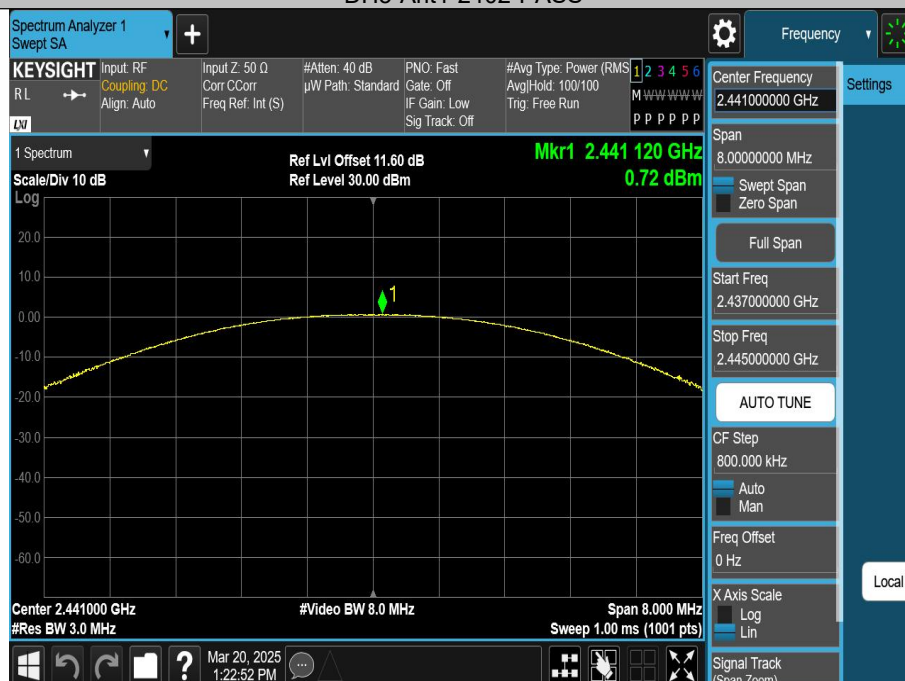 Spectrum Analyzer 1
Swept SA
+
Frequency
KEYSIGHT
R L
LXI
Input: RF
Coupling: DC
Align: Auto
Input Z: 50 Ω
Corr CCorr
Freq Ref: Int (S)
#Atten: 40 dB
µW Path: Standard
PNO: Fast
Gate: Off
IF Gain: Low
Sig Track: Off
#Avg Type: Power (RMS
Avg|Hold: 100/100
Trig: Free Run
1 2 3 4 5 6
M W W W W W
P P P P P P
Center Frequency
2.441000000 GHz
Settings
1 Spectrum
Scale/Div 10 dB
Log
Ref Lvl Offset 11.60 dB
Ref Level 30.00 dBm
Mkr1 2.441 120 GHz
0.72 dBm
Span
8.00000000 MHz
Swept Span
Zero Span
Full Span
Start Freq
2.437000000 GHz
Stop Freq
2.445000000 GHz
AUTO TUNE
CF Step
800.000 kHz
Auto
Man
Freq Offset
0 Hz
X Axis Scale
Log
Lin
Signal Track
(Span Zoom)
Local
20.0
10.0
0.00
-10.0
-20.0
-30.0
-40.0
-50.0
-60.0
1
Center 2.441000 GHz
#Res BW 3.0 MHz
#Video BW 8.0 MHz
Span 8.000 MHz
Sweep 1.00 ms (1001 pts)
?
Mar 20, 2025
1:22:52 PM